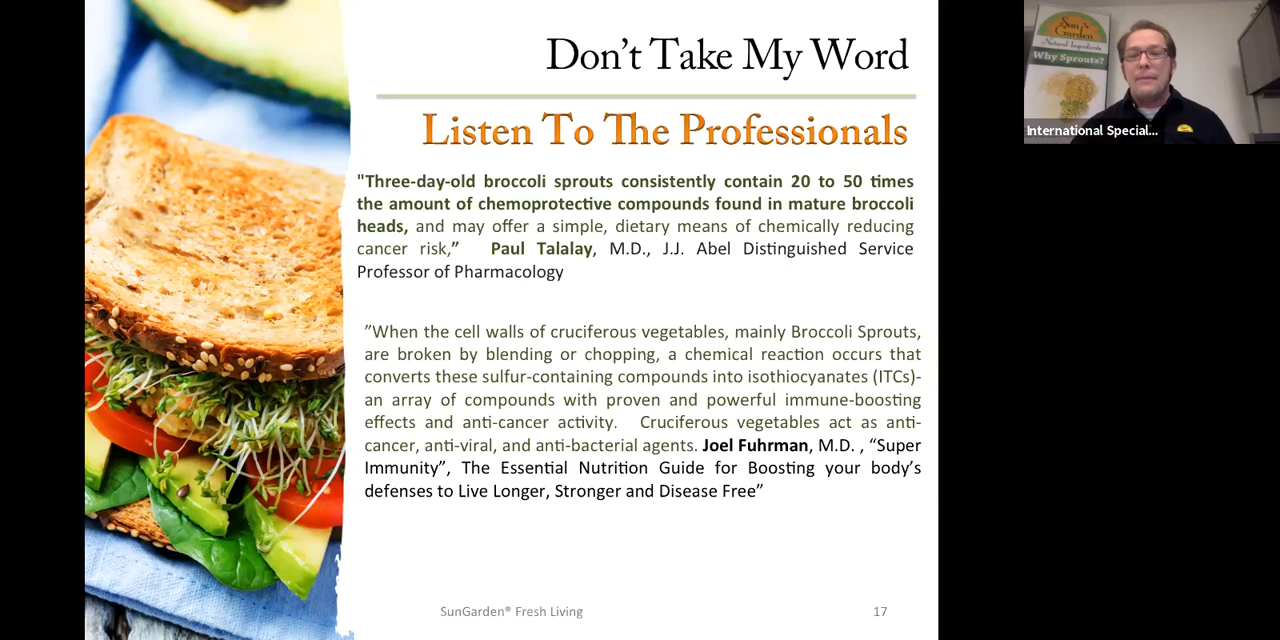 Don't Take My Word
Listen To The Professionals
"Three-day-old broccoli sprouts consistently contain 20 to 50 times
the amount of chemoprotective compounds found in mature broccoli
heads, and may offer a simple, dietary means of chemically reducing
cancer risk,” Paul Talalay, M.D., J.J. Abel Distinguished Service
Professor of Pharmacology
”When the cell walls of cruciferous vegetables, mainly Broccoli Sprouts,
are broken by blending or chopping, a chemical reaction occurs that
converts these sulfur-containing compounds into isothiocyanates (ITCs)-
an array of compounds with proven and powerful immune-boosting
effects and anti-cancer activity. Cruciferous vegetables act as anti-
cancer, anti-viral, and anti-bacterial agents. Joel Fuhrman, M.D. , “Super
Immunity”, The Essential Nutrition Guide for Boosting your body’s
defenses to Live Longer, Stronger and Disease Free”
SunGarden® Fresh Living
17
Sun
Garden
Natural Ingredients
Why Sprouts?
International Special...